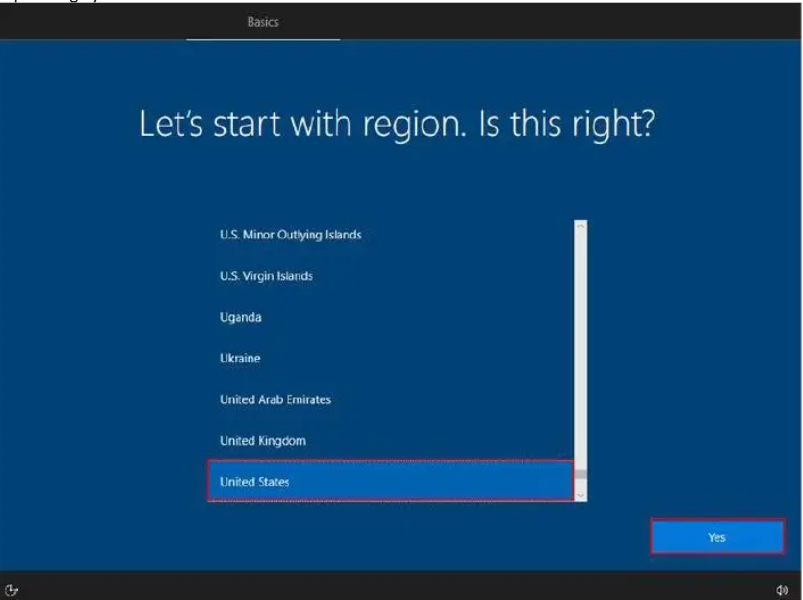 Basics
Let's start with region. Is this right?
U.S. Minor Outlying Islands
U.S. Virgin Islands
Uganda
Ukraine
United Arab Emirates
United Kingdom
United States
Yes